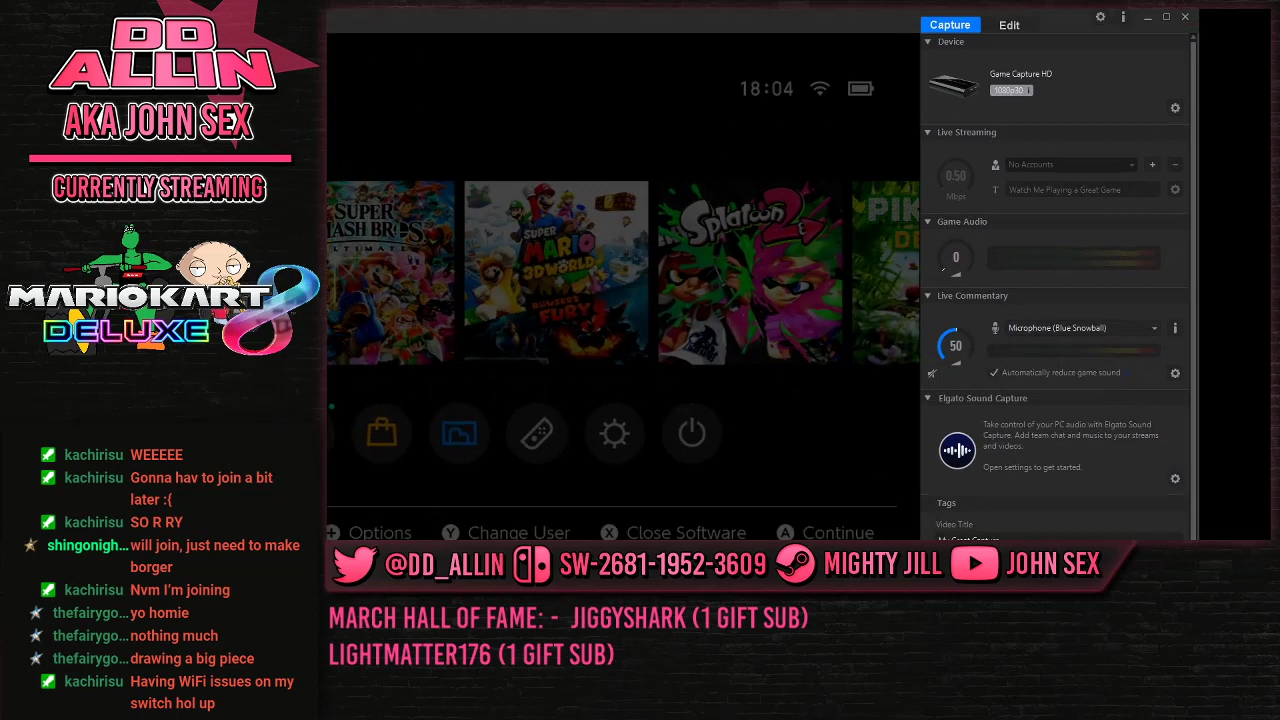 DD
ALLIN
AKA JOHN SEX
CURRENTLY STREAMING
MARIOKART 8
DELUXE
kachirisu WEEEEE
kachirisu Gonna hav to join a bit
later :{
kachirisu SO R RY
shingonigh... will join, just need to make
borger
kachirisu Nvm I'm joining
thefairygo... yo homie
thefairygo... nothing much
thefairygo... drawing a big piece
kachirisu Having WiFi issues on my
switch hol up
18:04
SUPER
SMASH BROS.
ULTIMATE
SUPER
MARIO
3D WORLD
BOWSER'S
FURY
Splatoon 2
PIK
DE
Options
Y Change User
X Close Software
A Continue
Capture
Edit
Device
Game Capture HD
1080p30
Live Streaming
0.50
Mbps
No Accounts
T Watch Me Playing a Great Game
Game Audio
0
Live Commentary
50
Microphone (Blue Snowball)
Automatically reduce game sound
Elgato Sound Capture
Take control of your PC audio with Elgato Sound
Capture. Add team chat and music to your streams
and videos.
Open settings to get started.
Tags
Video Title
My Great Capture
@DD_ALLIN
SW-2681-1952-3609
MIGHTY JILL
JOHN SEX
MARCH HALL OF FAME: - JIGGYSHARK (1 GIFT SUB)
LIGHTMATTER176 (1 GIFT SUB)